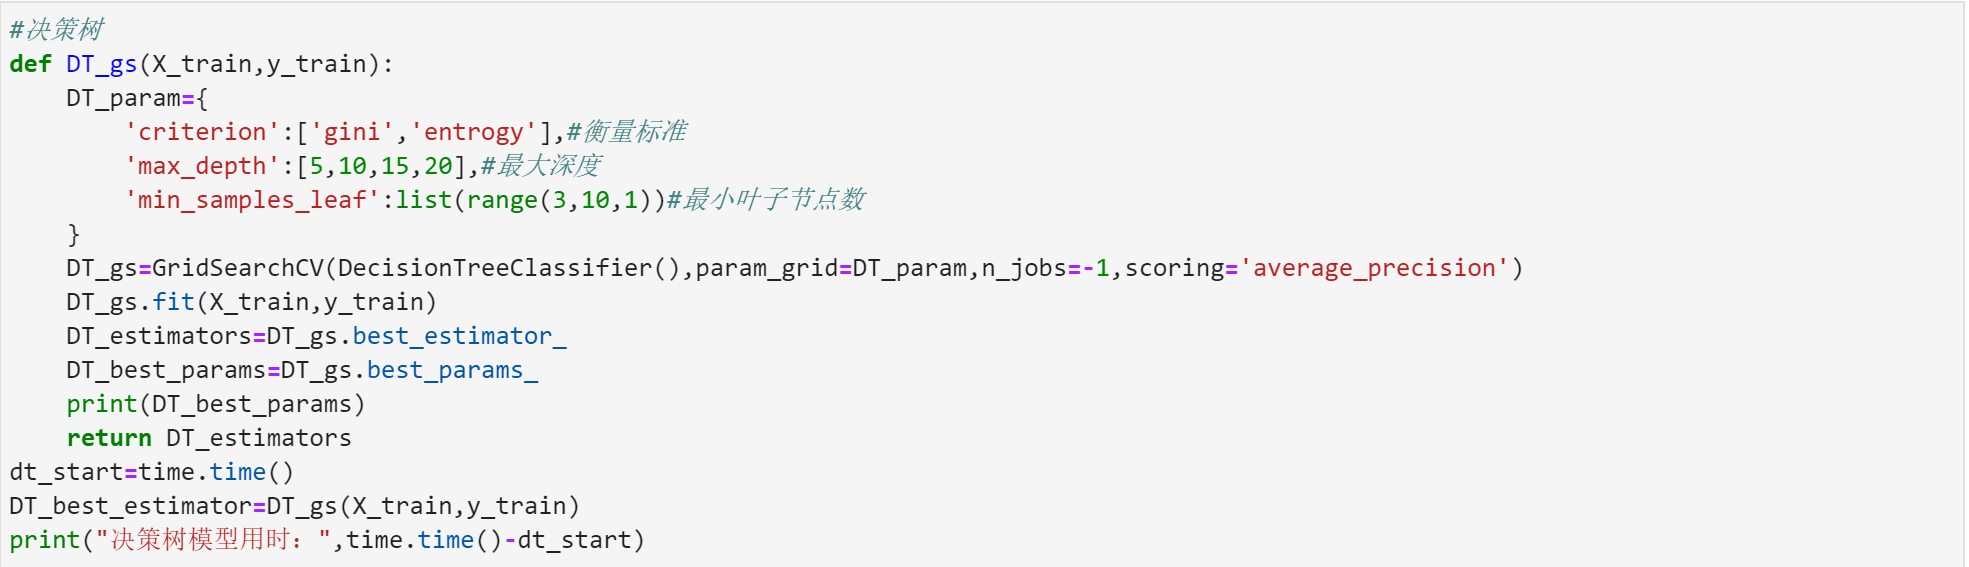 #决策树
def DT_gs(X_train,y_train):
    DT_param={
        'criterion':['gini','entrogy'],#衡量标准
        'max_depth':[5,10,15,20],#最大深度
        'min_samples_leaf':list(range(3,10,1))#最小叶子节点数
    }
    DT_gs=GridSearchCV(DecisionTreeClassifier(),param_grid=DT_param,n_jobs=-1,scoring='average_precision')
    DT_gs.fit(X_train,y_train)
    DT_estimators=DT_gs.best_estimator_
    DT_best_params=DT_gs.best_params_
    print(DT_best_params)
    return DT_estimators
dt_start=time.time()
DT_best_estimator=DT_gs(X_train,y_train)
print("决策树模型用时：",time.time()-dt_start)